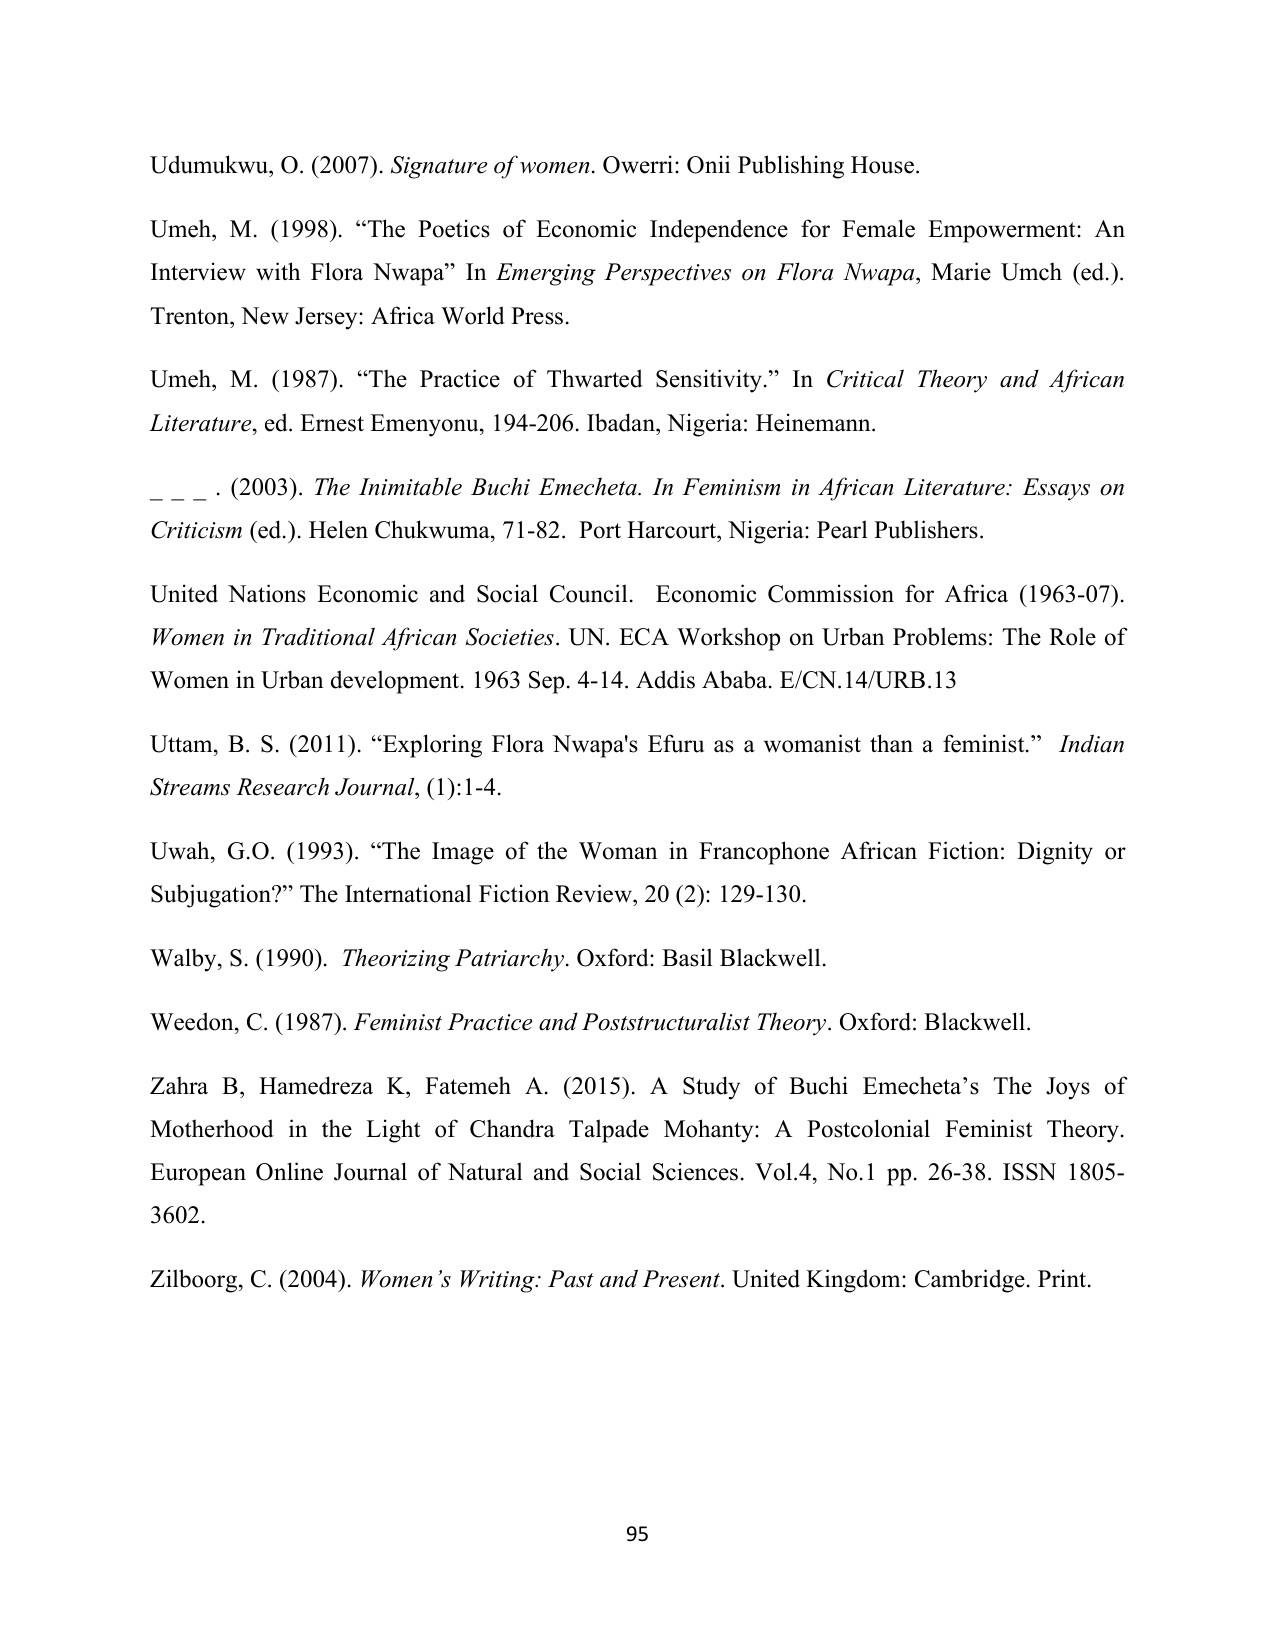 Udumukwu, O. (2007). Signature of women. Owerri: Onii Publishing House.
Umeh, M. (1998). “The Poetics of Economic Independence for Female Empowerment: An
Interview with Flora Nwapa” In Emerging Perspectives on Flora Nwapa, Marie Umch (ed.).
Trenton, New Jersey: Africa World Press.
Umeh, M. (1987). “The Practice of Thwarted Sensitivity.” In Critical Theory and African
Literature, ed. Ernest Emenyonu, 194-206. Ibadan, Nigeria: Heinemann.
_ _ _ . (2003). The Inimitable Buchi Emecheta. In Feminism in African Literature: Essays on
Criticism (ed.). Helen Chukwuma, 71-82.  Port Harcourt, Nigeria: Pearl Publishers.
United Nations Economic and Social Council.  Economic Commission for Africa (1963-07).
Women in Traditional African Societies. UN. ECA Workshop on Urban Problems: The Role of
Women in Urban development. 1963 Sep. 4-14. Addis Ababa. E/CN.14/URB.13
Uttam, B. S. (2011). “Exploring Flora Nwapa's Efuru as a womanist than a feminist.”  Indian
Streams Research Journal, (1):1-4.
Uwah, G.O. (1993). “The Image of the Woman in Francophone African Fiction: Dignity or
Subjugation?” The International Fiction Review, 20 (2): 129-130.
Walby, S. (1990).  Theorizing Patriarchy. Oxford: Basil Blackwell.
Weedon, C. (1987). Feminist Practice and Poststructuralist Theory. Oxford: Blackwell.
Zahra B, Hamedreza K, Fatemeh A. (2015). A Study of Buchi Emecheta’s The Joys of
Motherhood in the Light of Chandra Talpade Mohanty: A Postcolonial Feminist Theory.
European Online Journal of Natural and Social Sciences. Vol.4, No.1 pp. 26-38. ISSN 1805-
3602.
Zilboorg, C. (2004). Women’s Writing: Past and Present. United Kingdom: Cambridge. Print.
95